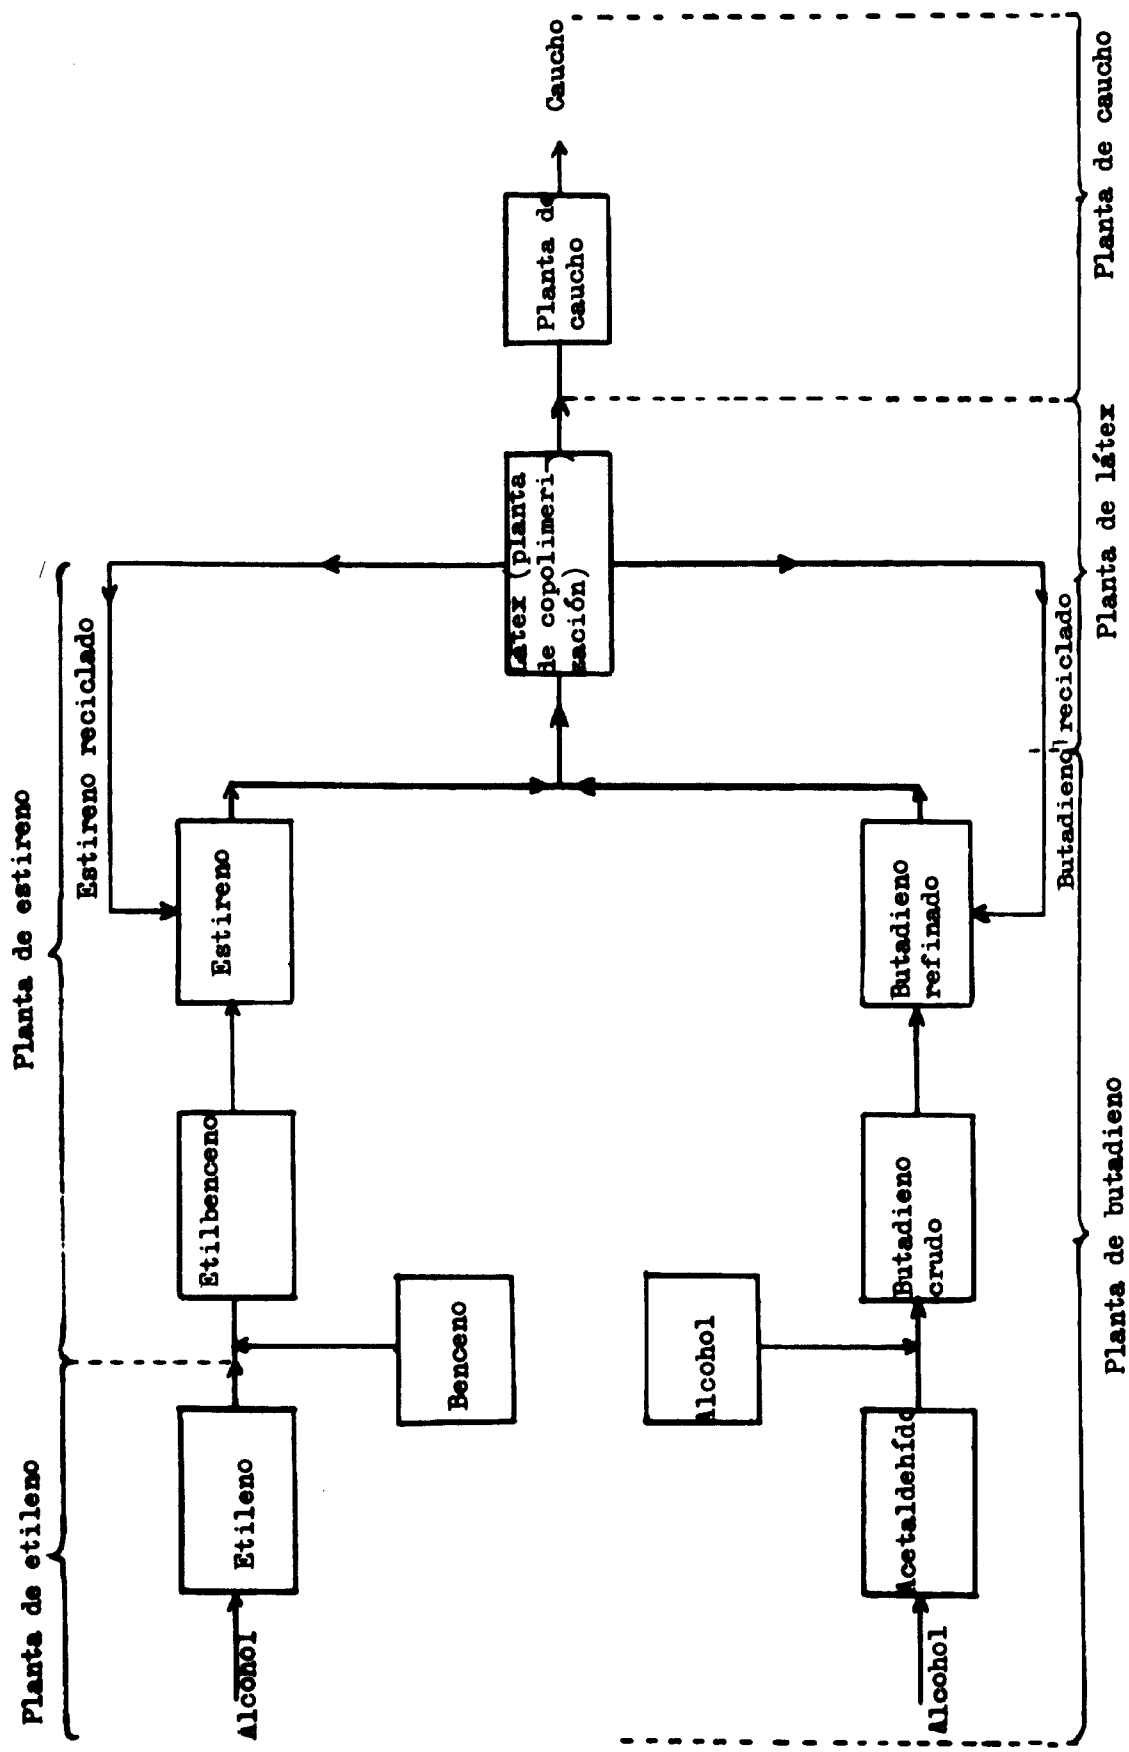 Planta de etileno
Planta de estireno
Estireno reciclado
Alcohol
Etileno
Etilbenceno
Estireno
Benceno
Látex (planta
de copolimeri-
zación)
Planta de
caucho
Caucho
Alcohol
Alcohol
Acetaldehído
Butadieno
crudo
Butadieno
refinado
Butadieno reciclado
Planta de butadieno
Planta de látex
Planta de caucho